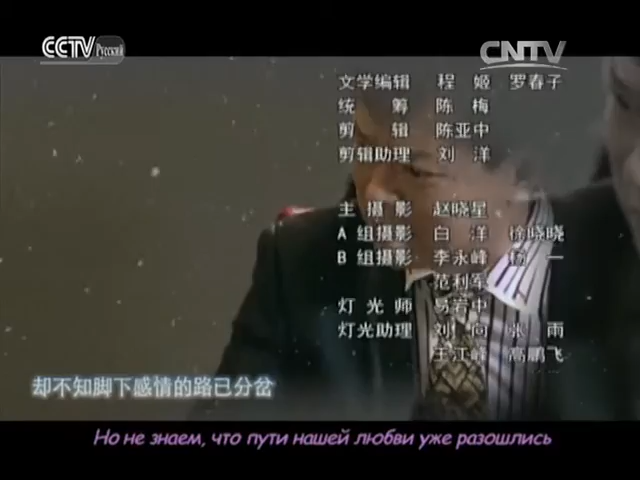 CCTV Русский
CNTV
文学编辑 程 姬 罗春子
统 筹 陈 梅
剪 辑 陈亚中
剪辑助理 刘 洋
主 摄 影 赵晓星
A 组摄影 白 洋 徐晓晓
B 组摄影 李永峰 杨 一
范利军
灯 光 师 易岩中
灯光助理 刘 向 张 雨
王江峰 高鹏飞
却不知脚下感情的路已分岔
Но не знаем, что пути нашей любви уже разошлись